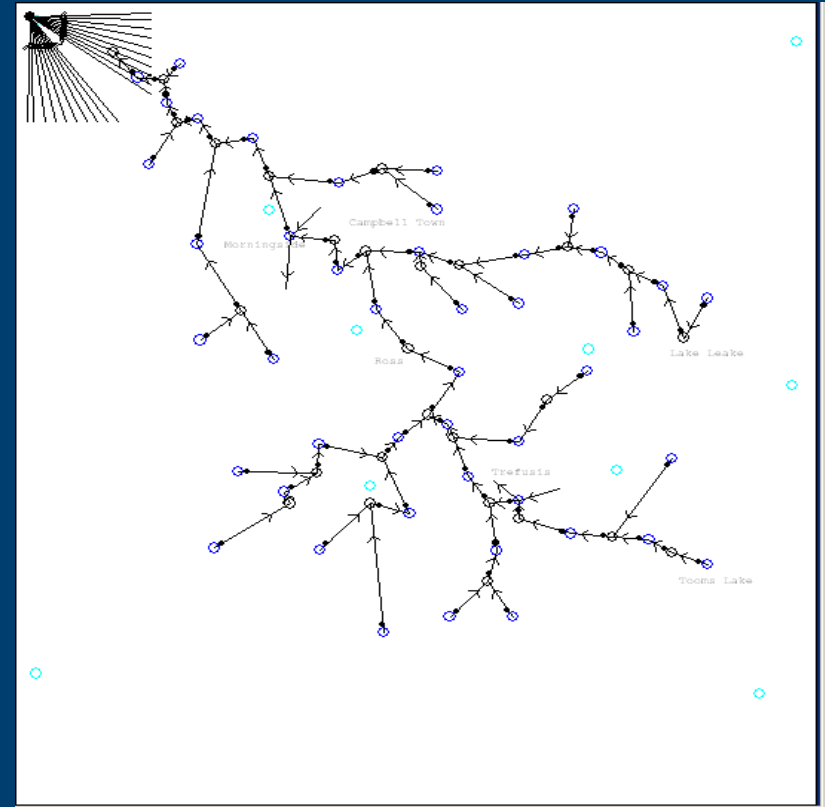 Campbell Town
Morningside
Lake Leake
Ross
Trefusis
Tooms Lake